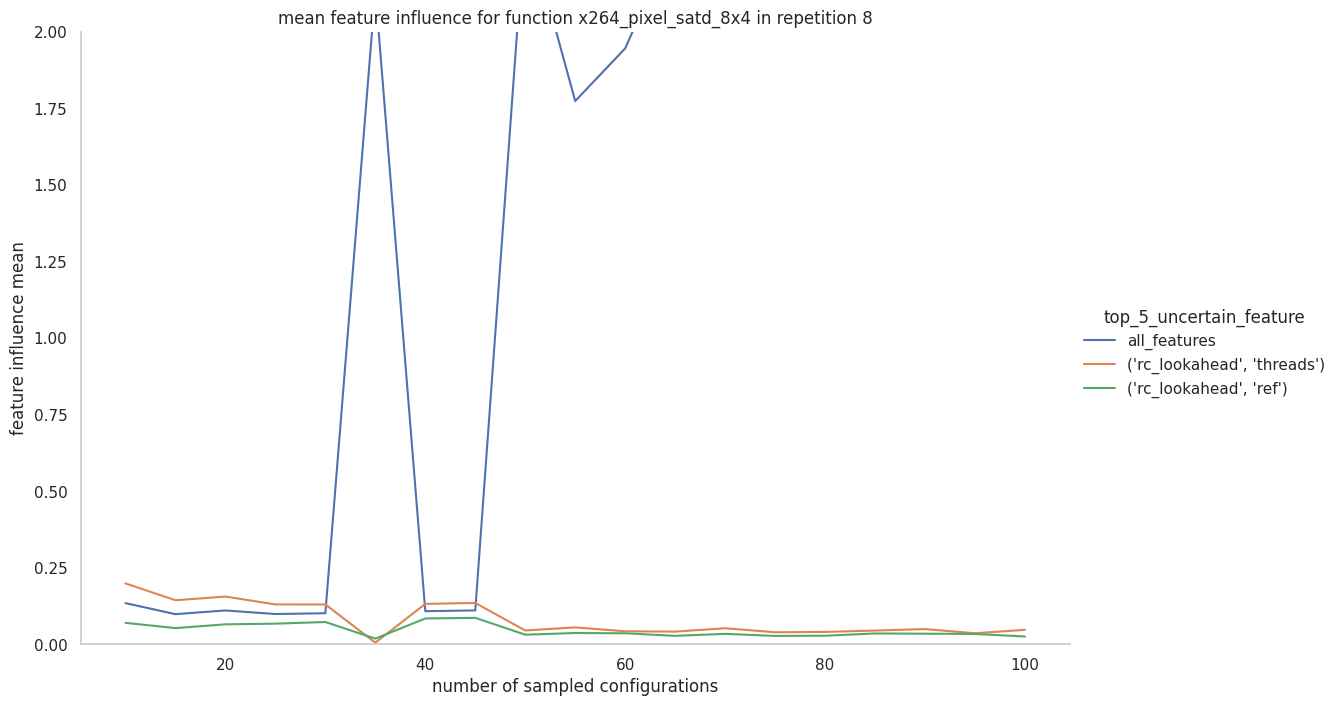 mean feature influence for function x264_pixel_satd_8x4 in repetition 8
2.00
1.75
1.50
1.25
1.00
0.75
0.50
0.25
0.00
feature influence mean
20
40
60
80
100
number of sampled configurations
top_5_uncertain_feature
all_features
('rc_lookahead', 'threads')
('rc_lookahead', 'ref')